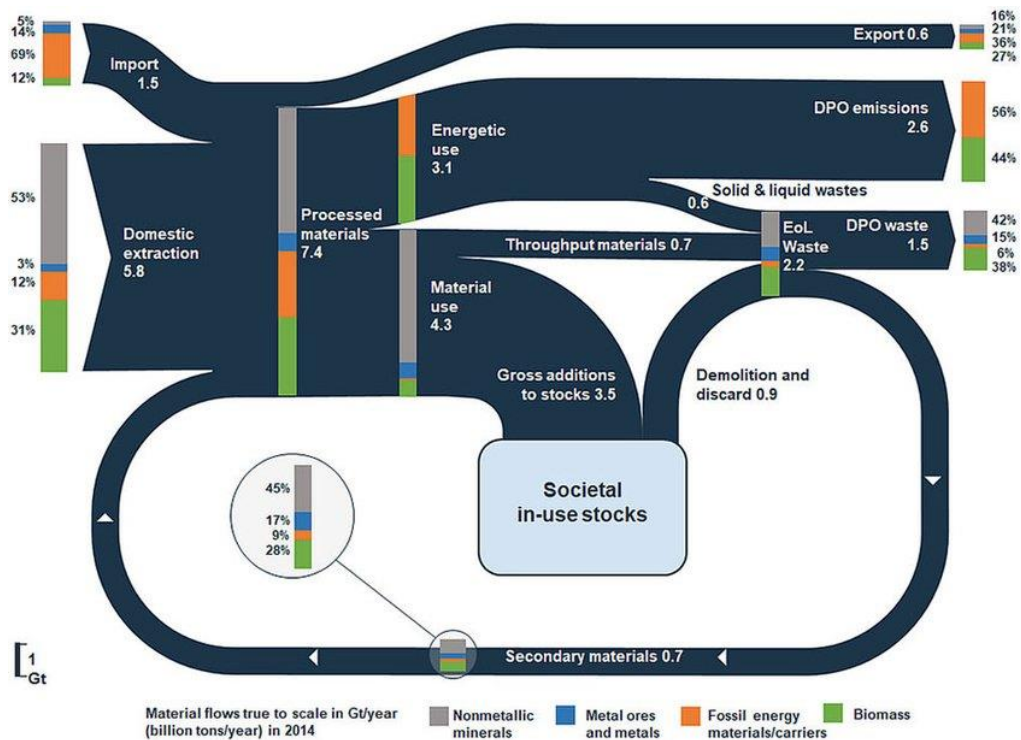 5%
14%
69%
12%
Import
1.5
Export 0.6
16%
21%
36%
27%
53%
3%
12%
31%
Domestic
extraction
5.8
Processed
materials
7.4
Energetic
use
3.1
DPO emissions
2.6
56%
44%
Solid & liquid wastes
0.6
Throughput materials 0.7
EoL
Waste
2.2
DPO waste
1.5
42%
15%
6%
38%
Material
use
4.3
Gross additions
to stocks 3.5
Demolition and
discard 0.9
Societal
in-use stocks
45%
17%
9%
28%
Secondary materials 0.7
1
Gt
Material flows true to scale in Gt/year
(billion tons/year) in 2014
Nonmetallic
minerals
Metal ores
and metals
Fossil energy
materials/carriers
Biomass